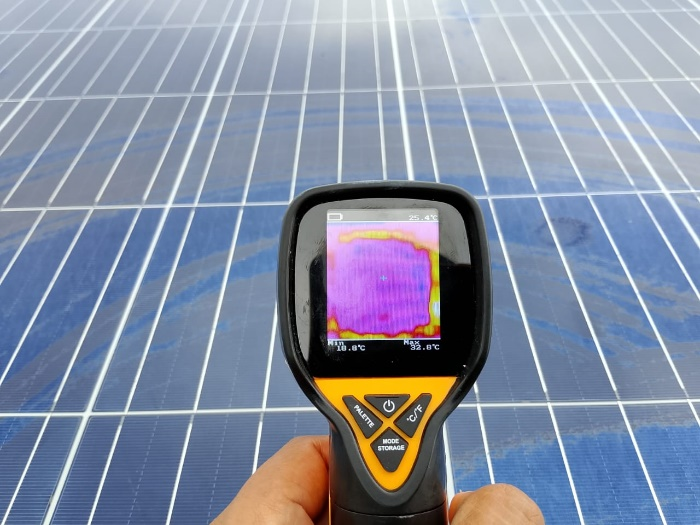 25.4℃
Min Max
18.8℃ 32.8℃
PALETTE °C/°F
MODE
STORAGE